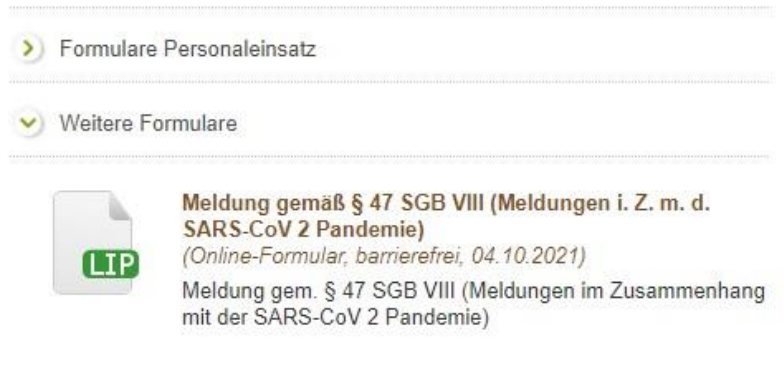 Formulare Personaleinsatz
Weitere Formulare
Meldung gemäß § 47 SGB VIII (Meldungen i. Z. m. d.
SARS-CoV 2 Pandemie)
(Online-Formular, barrierefrei, 04.10.2021)
LIP
Meldung gem. § 47 SGB VIII (Meldungen im Zusammenhang
mit der SARS-CoV 2 Pandemie)